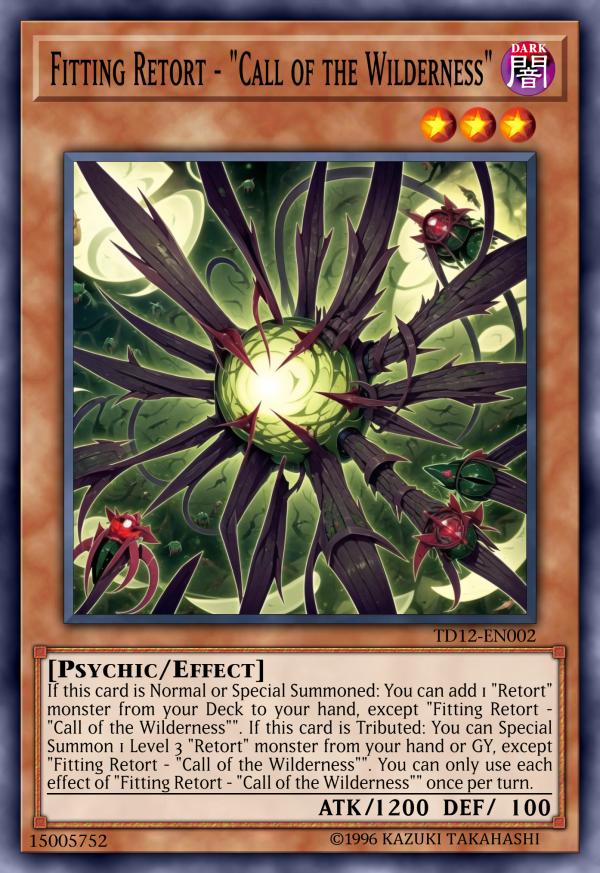 Fitting Retort - "Call of the Wilderness"
DARK
闇
TD12-EN002
[Psychic/Effect]
If this card is Normal or Special Summoned: You can add 1 "Retort"
monster from your Deck to your hand, except "Fitting Retort -
"Call of the Wilderness"". If this card is Tributed: You can Special
Summon 1 Level 3 "Retort" monster from your hand or GY, except
"Fitting Retort - "Call of the Wilderness"". You can only use each
effect of "Fitting Retort - "Call of the Wilderness"" once per turn.
ATK/1200 DEF/ 100
15005752
©1996 KAZUKI TAKAHASHI